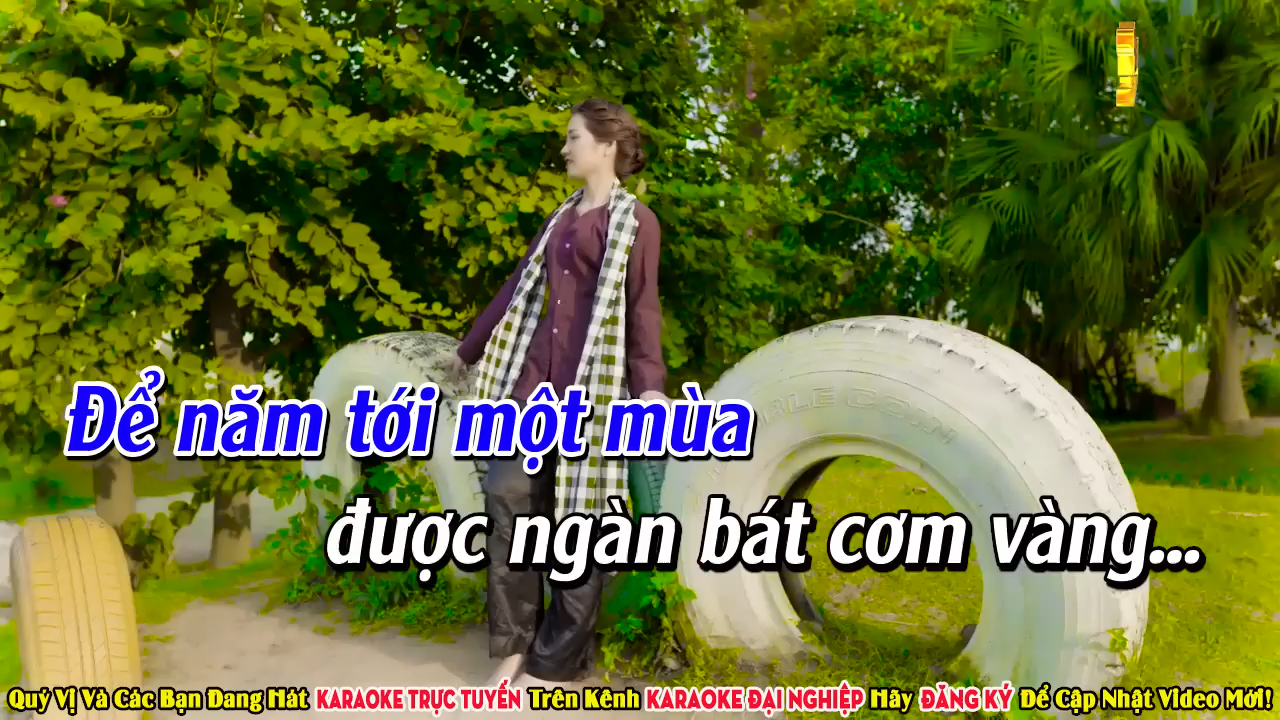 Để năm tới một mùa
được ngàn bát cơm vàng...
Quý Vị Và Các Bạn Đang Hát KARAOKE TRỰC TUYẾN Trên Kênh KARAOKE ĐẠI NGHIỆP Hãy ĐĂNG KÝ Để Cập Nhật Video Mới!